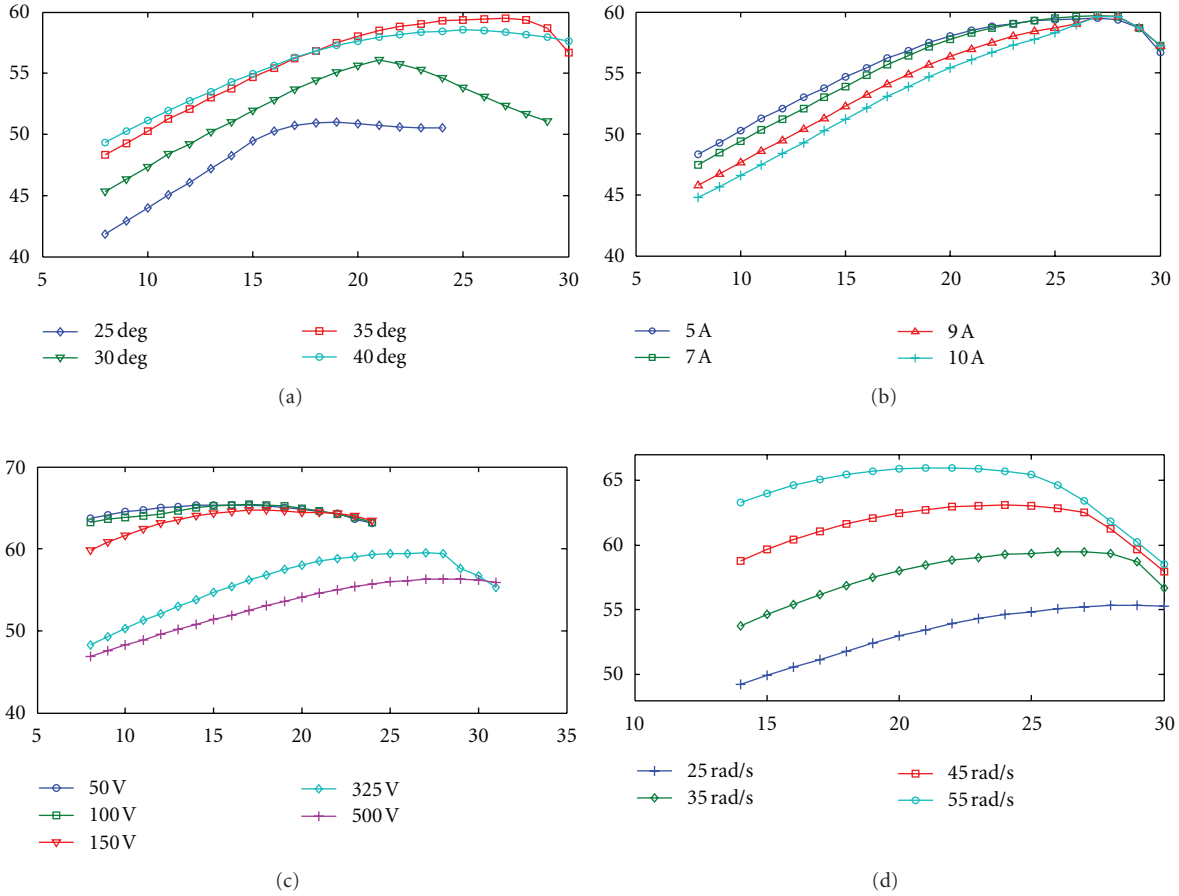 60
55
50
45
40
5
10
15
20
25
30
25 deg
30 deg
35 deg
40 deg
(a)
60
55
50
45
40
5
10
15
20
25
30
5 A
7 A
9 A
10 A
(b)
70
60
50
40
5
10
15
20
25
30
35
50 V
100 V
150 V
325 V
500 V
(c)
65
60
55
50
10
15
20
25
30
25 rad/s
35 rad/s
45 rad/s
55 rad/s
(d)